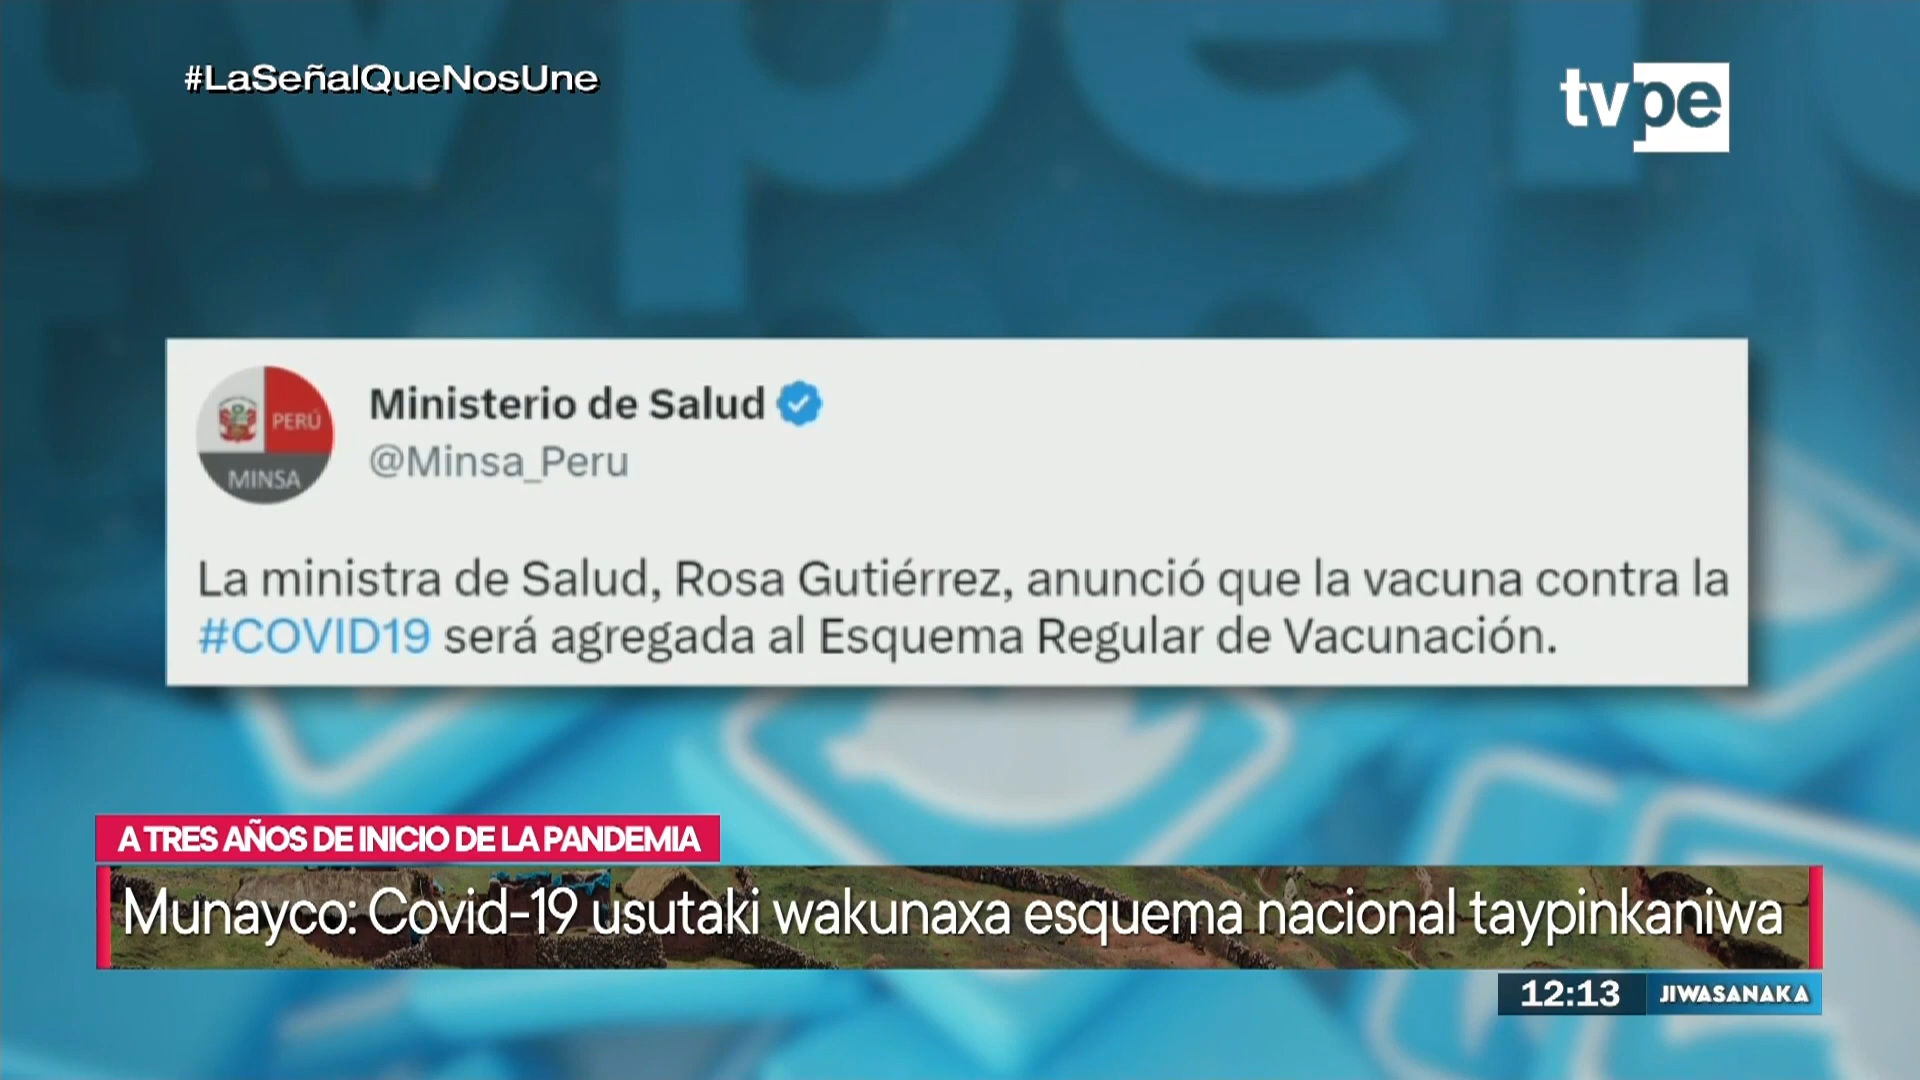 #LaSeñalQueNosUne
tvpe
Ministerio de Salud
@Minsa_Peru
PERÚ
MINSA
La ministra de Salud, Rosa Gutiérrez, anunció que la vacuna contra la
#COVID19 será agregada al Esquema Regular de Vacunación.
A TRES AÑOS DE INICIO DE LA PANDEMIA
Munayco: Covid-19 usutaki wakunaxa esquema nacional taypinkaniwa
12:13 JIWASANAKA